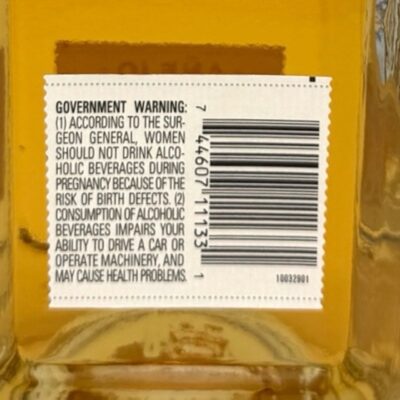 GOVERNMENT WARNING:
(1) ACCORDING TO THE SUR-
GEON GENERAL, WOMEN
SHOULD NOT DRINK ALCO-
HOLIC BEVERAGES DURING
PREGNANCY BECAUSE OF THE
RISK OF BIRTH DEFECTS. (2)
CONSUMPTION OF ALCOHOLIC
BEVERAGES IMPAIRS YOUR
ABILITY TO DRIVE A CAR OR
OPERATE MACHINERY, AND
MAY CAUSE HEALTH PROBLEMS.
7 44607 11133 1
10032901